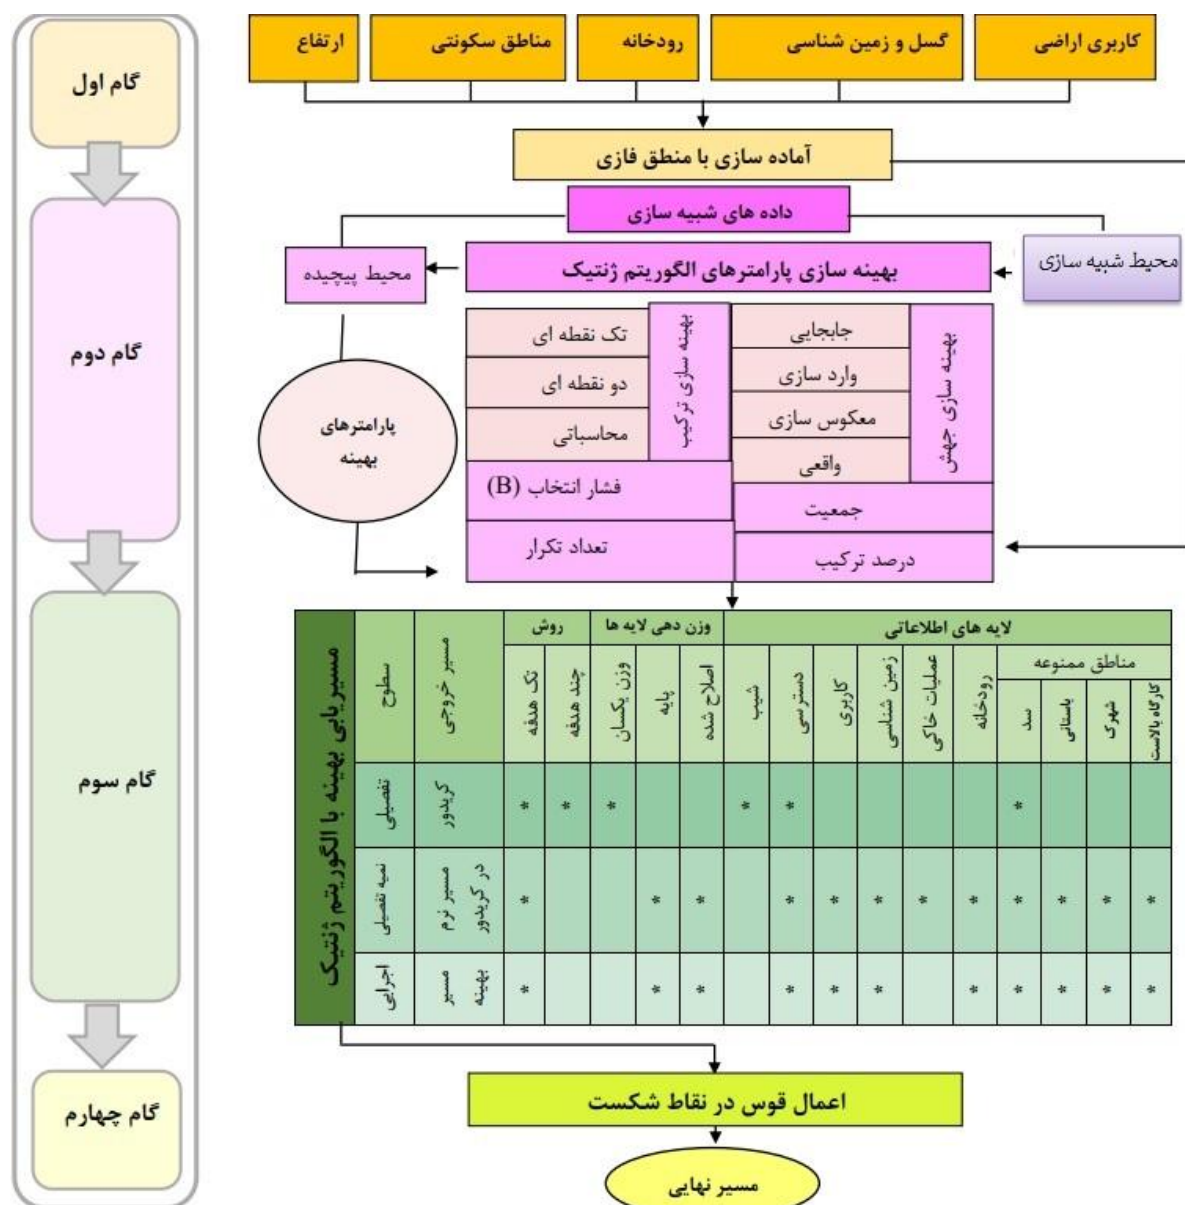 گام اول
گام دوم
گام سوم
گام چهارم
کاربری اراضی
گسل و زمین شناسی
رودخانه
مناطق سکونتی
ارتفاع
آماده سازی با منطق فازی
داده های شبیه سازی
محیط شبیه سازی
بهینه سازی پارامترهای الگوریتم ژنتیک
محیط پیچیده
بهینه سازی جهش
جابجایی
وارد سازی
معکوس سازی
واقعی
بهینه سازی ترکیب
تک نقطه ای
دو نقطه ای
محاسباتی
جمعیت
فشار انتخاب (B)
درصد ترکیب
تعداد تکرار
پارامترهای
بهینه
مسیریابی بهینه با الگوریتم ژنتیک
لایه های اطلاعاتی
وزن دهی لایه ها
روش
مناطق ممنوعه
کارگاه بالاست
شهرک
باستانی
سد
رودخانه
عملیات خاکی
زمین شناسی
کاربری
دسترسی
شیب
اصلاح شده
پایه
وزن یکسان
چند هدفه
تک هدفه
مسیر خروجی
سطوح
* * * * * *
کریدور
تفصیلی
* * * * * * * * * * * *
مسیر نرم
در کریدور
نمیه تفصیلی
* * * * * * * * * * *
مسیر
بهینه
اجرایی
اعمال قوس در نقاط شکست
مسیر نهایی